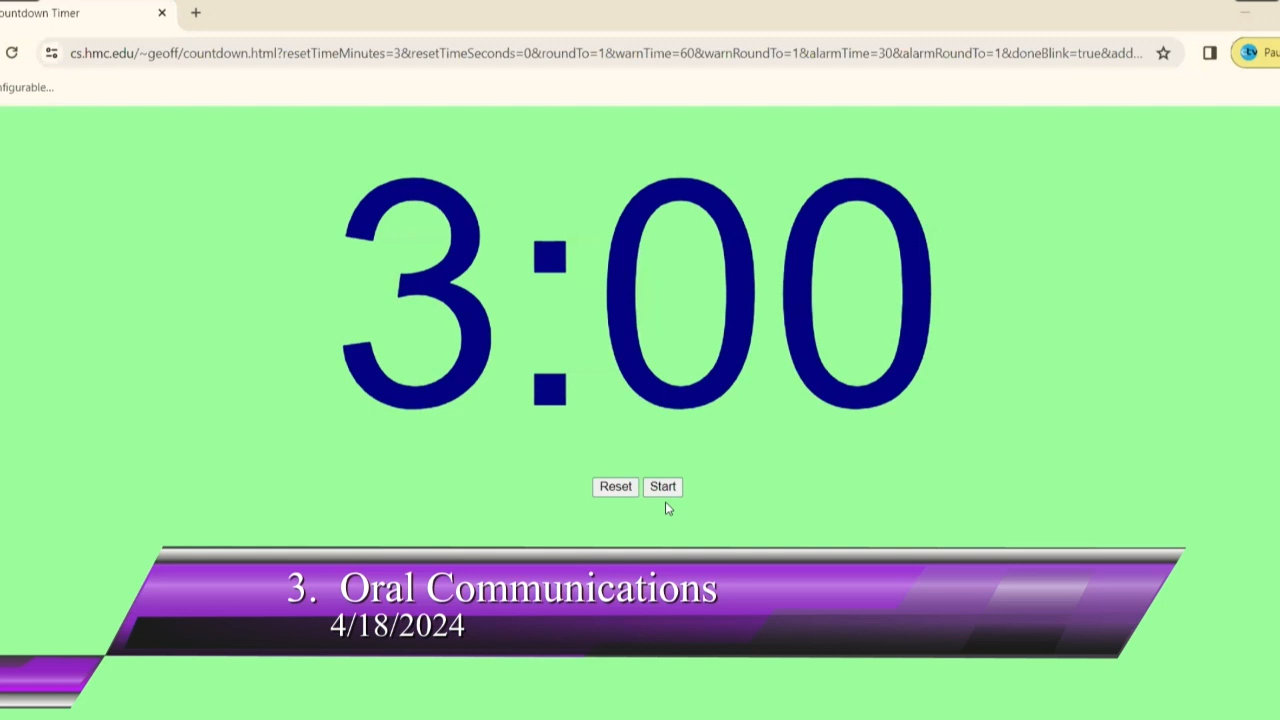 ountdown Timer
cs.hmc.edu/~geoff/countdown.html?resetTimeMinutes=3&resetTimeSeconds=0&roundTo=1&warnTime=60&warnRoundTo=1&alarmTime=30&alarmRoundTo=1&doneBlink=true&add...
Pau
nfigurable...
3:00
Reset Start
3. Oral Communications
4/18/2024